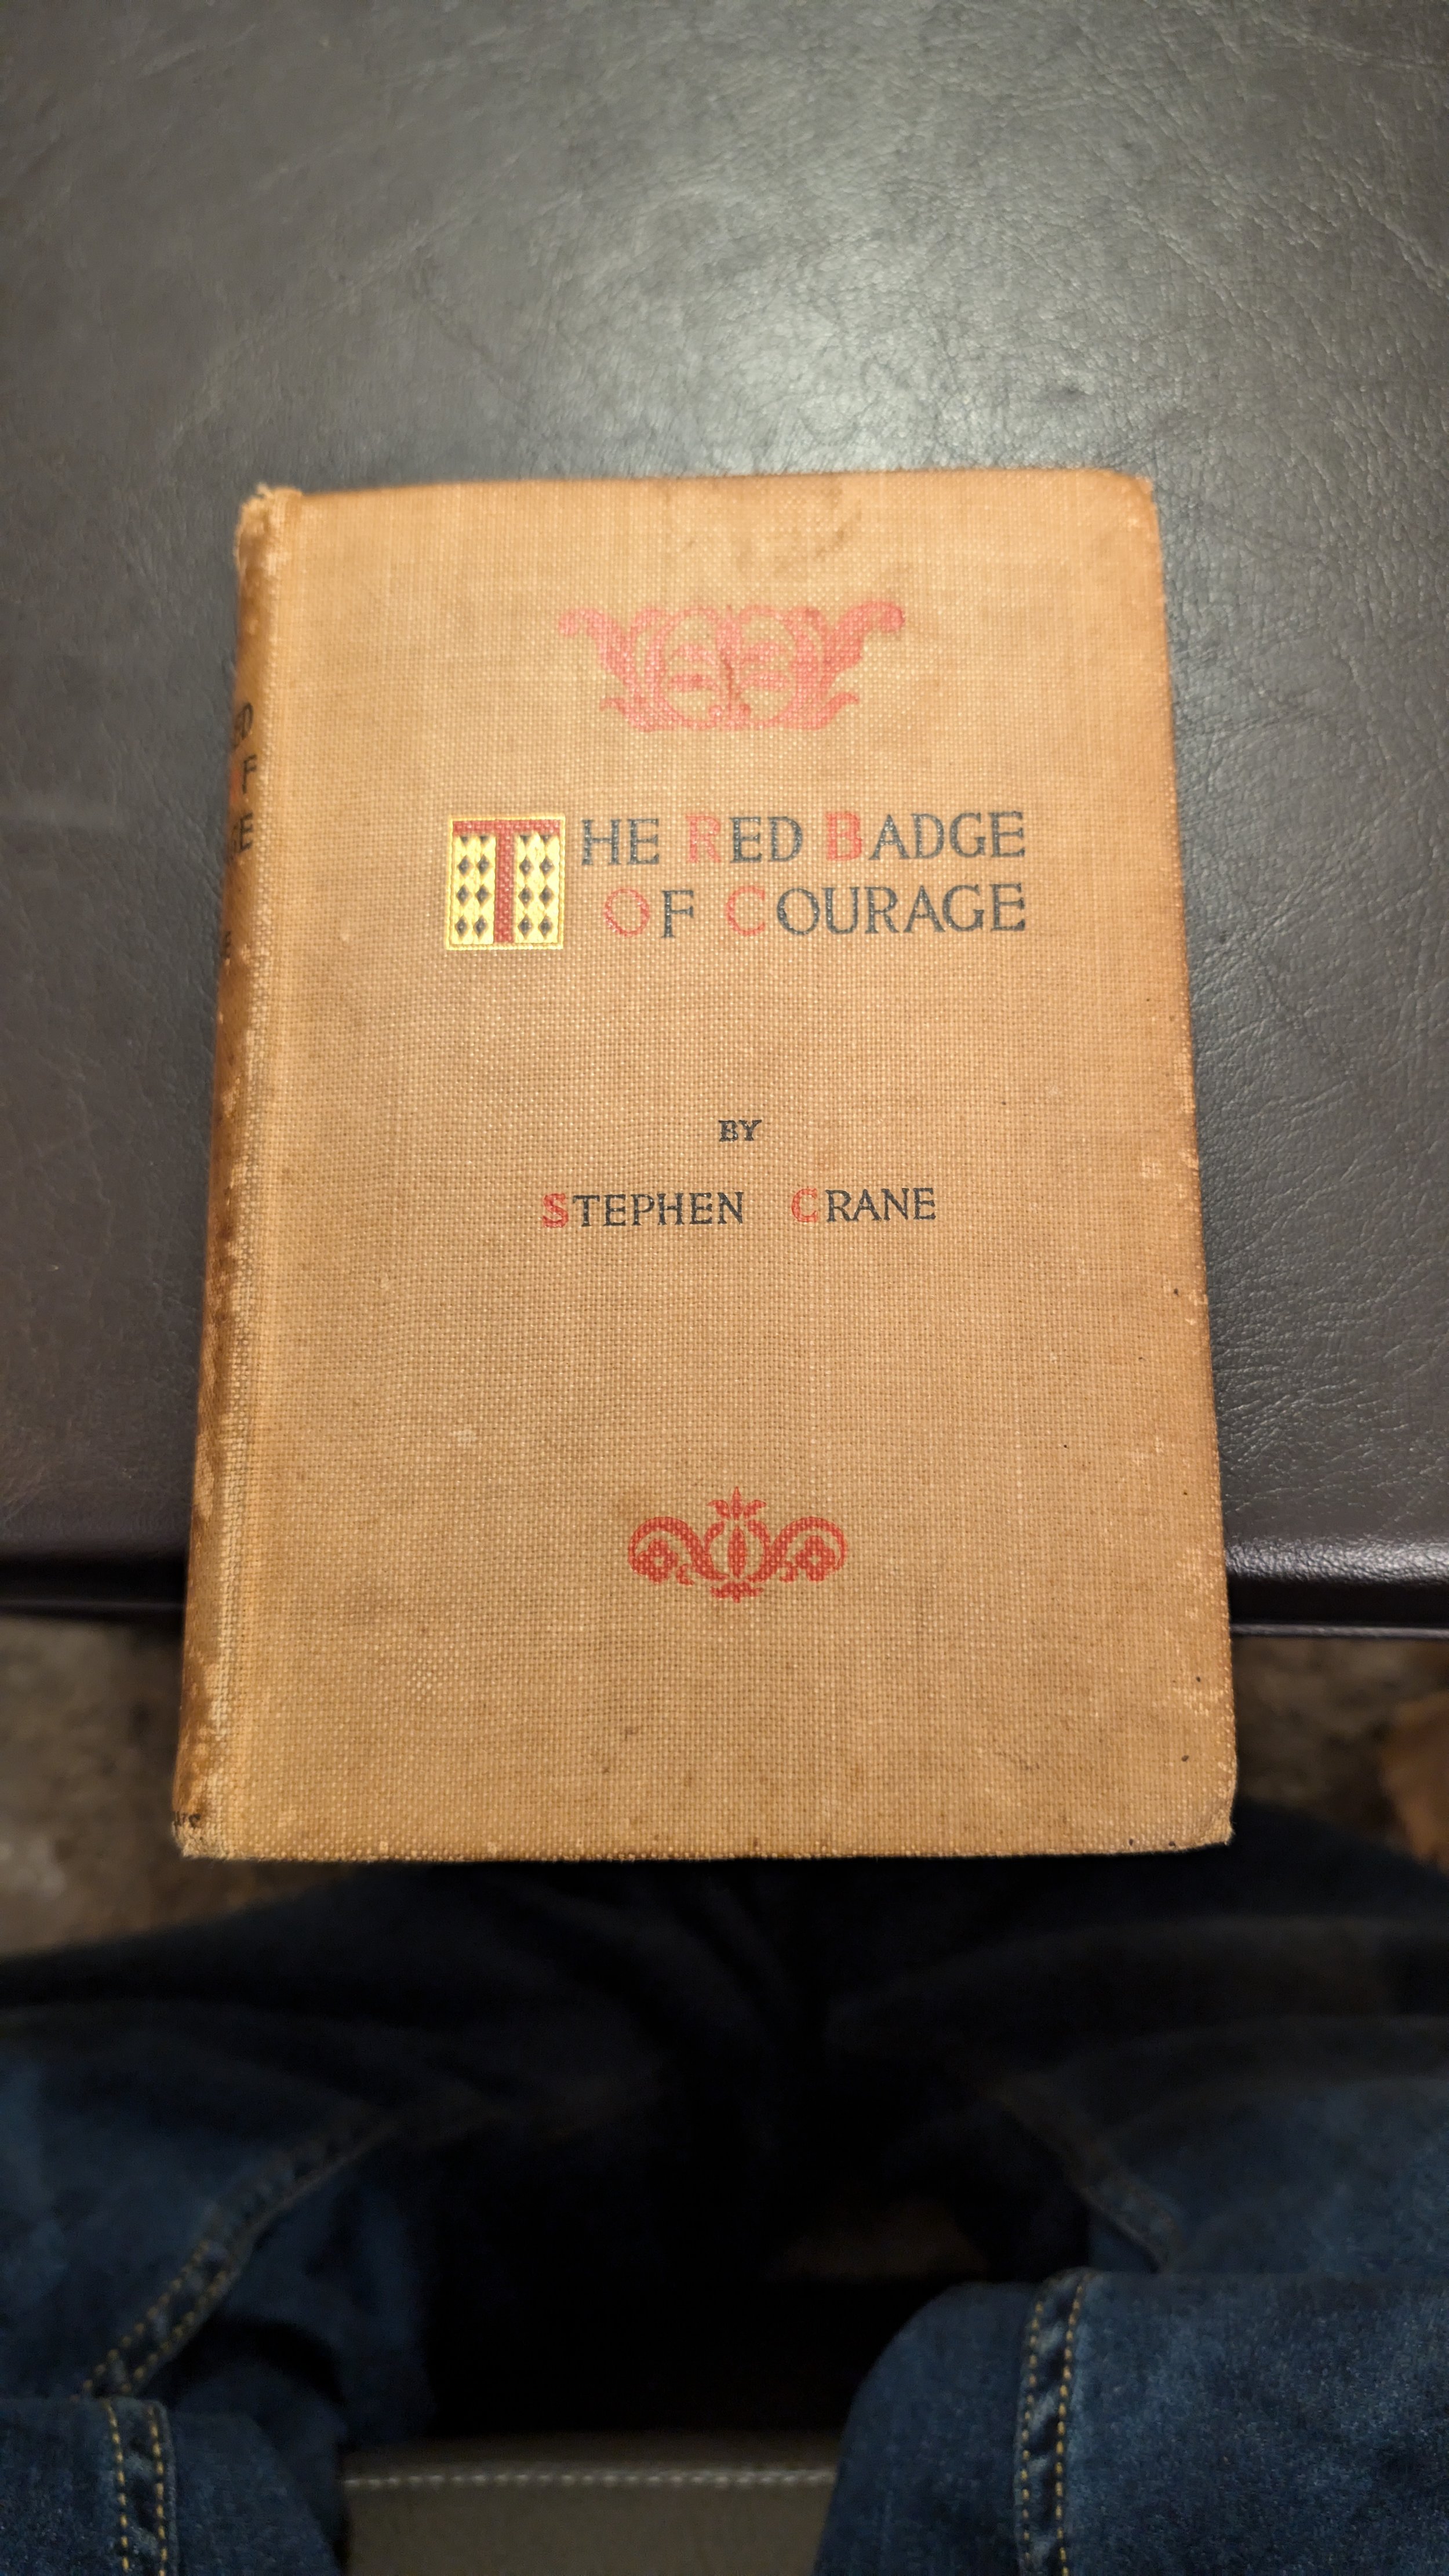 THE RED BADGE
OF COURAGE
BY
STEPHEN CRANE